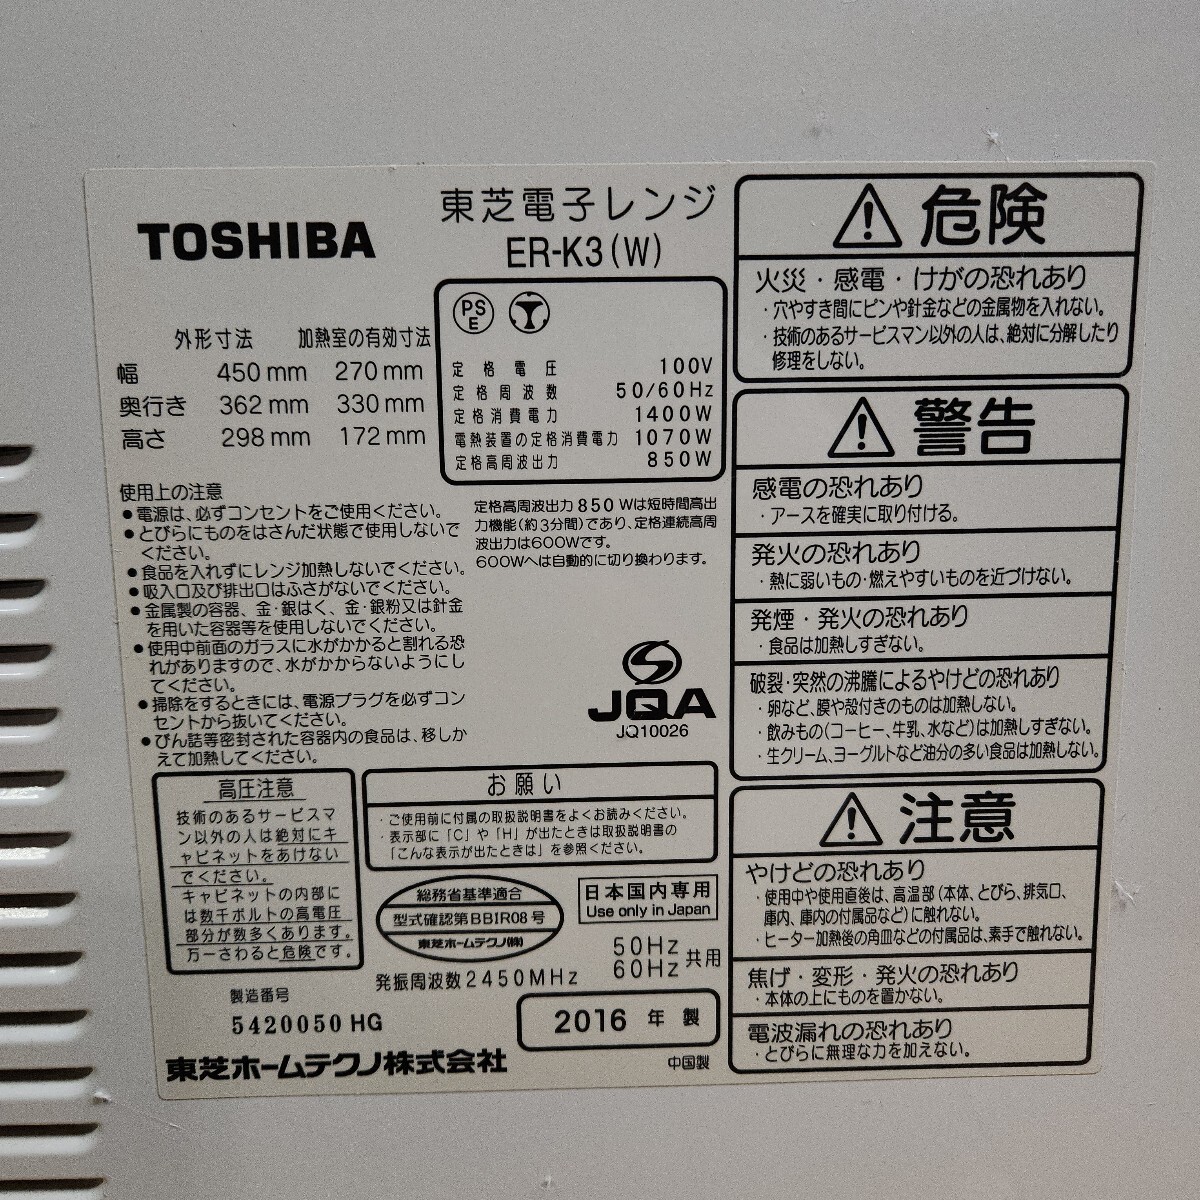 TOSHIBA
東芝電子レンジ
ER-K3(W)
外形寸法 加熱室の有効寸法
幅 450mm 270mm
奥行き 362mm 330mm
高さ 298mm 172mm
PS
E
定格電圧 100V
定格周波数 50/60Hz
定格消費電力 1400W
電熱装置の定格消費電力 1070W
定格高周波出力 850W
使用上の注意
●電源は、必ずコンセントをご使用ください。
●とびらにものをはさんだ状態で使用しないで
ください。
●食品を入れずにレンジ加熱しないでください。
●吸入口及び排出口はふさがないでください。
●金属製の容器、金・銀はく、金・銀粉又は針金
を用いた容器等を使用しないでください。
●使用中前面のガラスに水がかかると割れる恐
れがありますので、水がかからないようにし
てください。
●掃除をするときには、電源プラグを必ずコン
セントから抜いてください。
●びん詰等密封された容器内の食品は、移しか
えて加熱してください。
定格高周波出力850Wは短時間高出
力機能(約3分間)であり、定格連続高周
波出力は600Wです。
600Wへは自動的に切り換わります。
JQA
JQ10026
高圧注意
技術のあるサービスマ
ン以外の人は絶対にキ
ャビネットをあけない
でください。
キャビネットの内部に
は数千ボルトの高電圧
部分が数多くあります。
万一さわると危険です。
お願い
・ご使用前に付属の取扱説明書をよくお読みください。
・表示部に「C」や「H」が出たときは取扱説明書の
「こんな表示が出たときは」を参照ください。
総務省基準適合
型式確認第BBIR08号
東芝ホームテクノ(株)
日本国内専用
Use only in Japan
発振周波数2450MHz
50Hz
60Hz 共用
製造番号
5420050HG
2016年製
東芝ホームテクノ株式会社
中国製
危険
火災・感電・けがの恐れあり
・穴やすき間にピンや針金などの金属物を入れない。
・技術のあるサービスマン以外の人は、絶対に分解したり
修理をしない。
警告
感電の恐れあり
・アースを確実に取り付ける。
発火の恐れあり
・熱に弱いもの・燃えやすいものを近づけない。
発煙・発火の恐れあり
・食品は加熱しすぎない。
破裂・突然の沸騰によるやけどの恐れあり
・卵など、膜や殻付きのものは加熱しない。
・飲みもの(コーヒー、牛乳、水など)は加熱しすぎない。
・生クリーム、ヨーグルトなど油分の多い食品は加熱しない。
注意
やけどの恐れあり
・使用中や使用直後は、高温部(本体、とびら、排気口、
庫内、庫内の付属品など)に触れない。
・ヒーター加熱後の角皿などの付属品は、素手で触れない。
焦げ・変形・発火の恐れあり
・本体の上にものを置かない。
電波漏れの恐れあり
・とびらに無理な力を加えない。